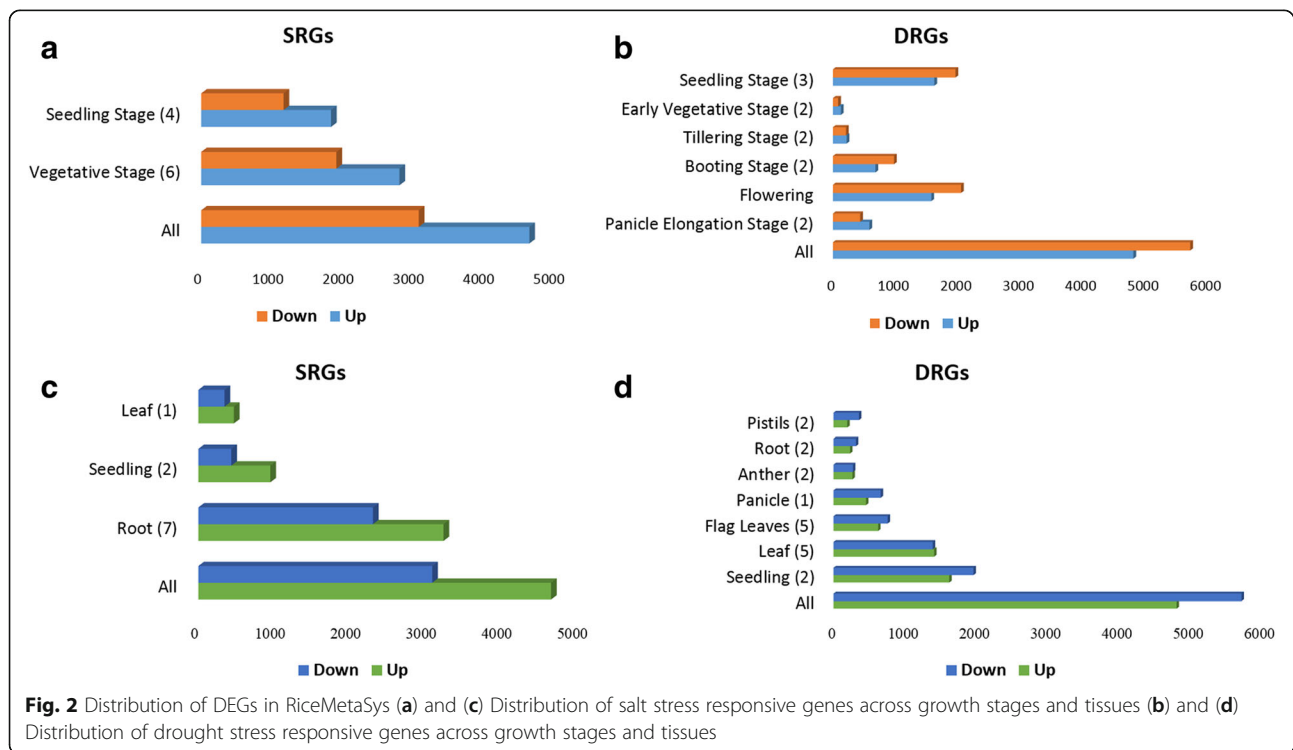 a
SRGs
Seedling Stage (4)
Vegetative Stage (6)
All
0 1000 2000 3000 4000 5000
Down Up
b
DRGs
Seedling Stage (3)
Early Vegetative Stage (2)
Tillering Stage (2)
Booting Stage (2)
Flowering
Panicle Elongation Stage (2)
All
0 1000 2000 3000 4000 5000 6000
Down Up
c
SRGs
Leaf (1)
Seedling (2)
Root (7)
All
0 1000 2000 3000 4000 5000
Down Up
d
DRGs
Pistils (2)
Root (2)
Anther (2)
Panicle (1)
Flag Leaves (5)
Leaf (5)
Seedling (2)
All
0 1000 2000 3000 4000 5000 6000
Down Up
Fig. 2 Distribution of DEGs in RiceMetaSys (a) and (c) Distribution of salt stress responsive genes across growth stages and tissues (b) and (d)
Distribution of drought stress responsive genes across growth stages and tissues